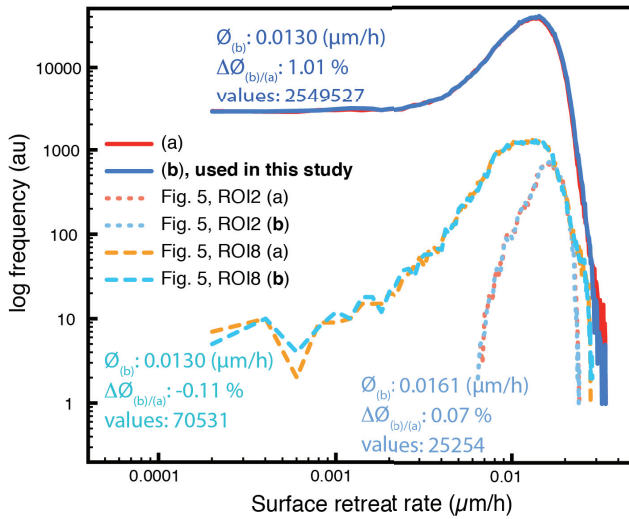 Ø(b): 0.0130 (µm/h)
ΔØ(b)/(a): 1.01 %
values: 2549527
10000
1000
100
10
1
log frequency (au)
(a)
(b), used in this study
Fig. 5, ROI2 (a)
Fig. 5, ROI2 (b)
Fig. 5, ROI8 (a)
Fig. 5, ROI8 (b)
Ø(b): 0.0130 (µm/h)
ΔØ(b)/(a): -0.11 %
values: 70531
Ø(b): 0.0161 (µm/h)
ΔØ(b)/(a): 0.07 %
values: 25254
0.0001
0.001
0.01
Surface retreat rate (µm/h)